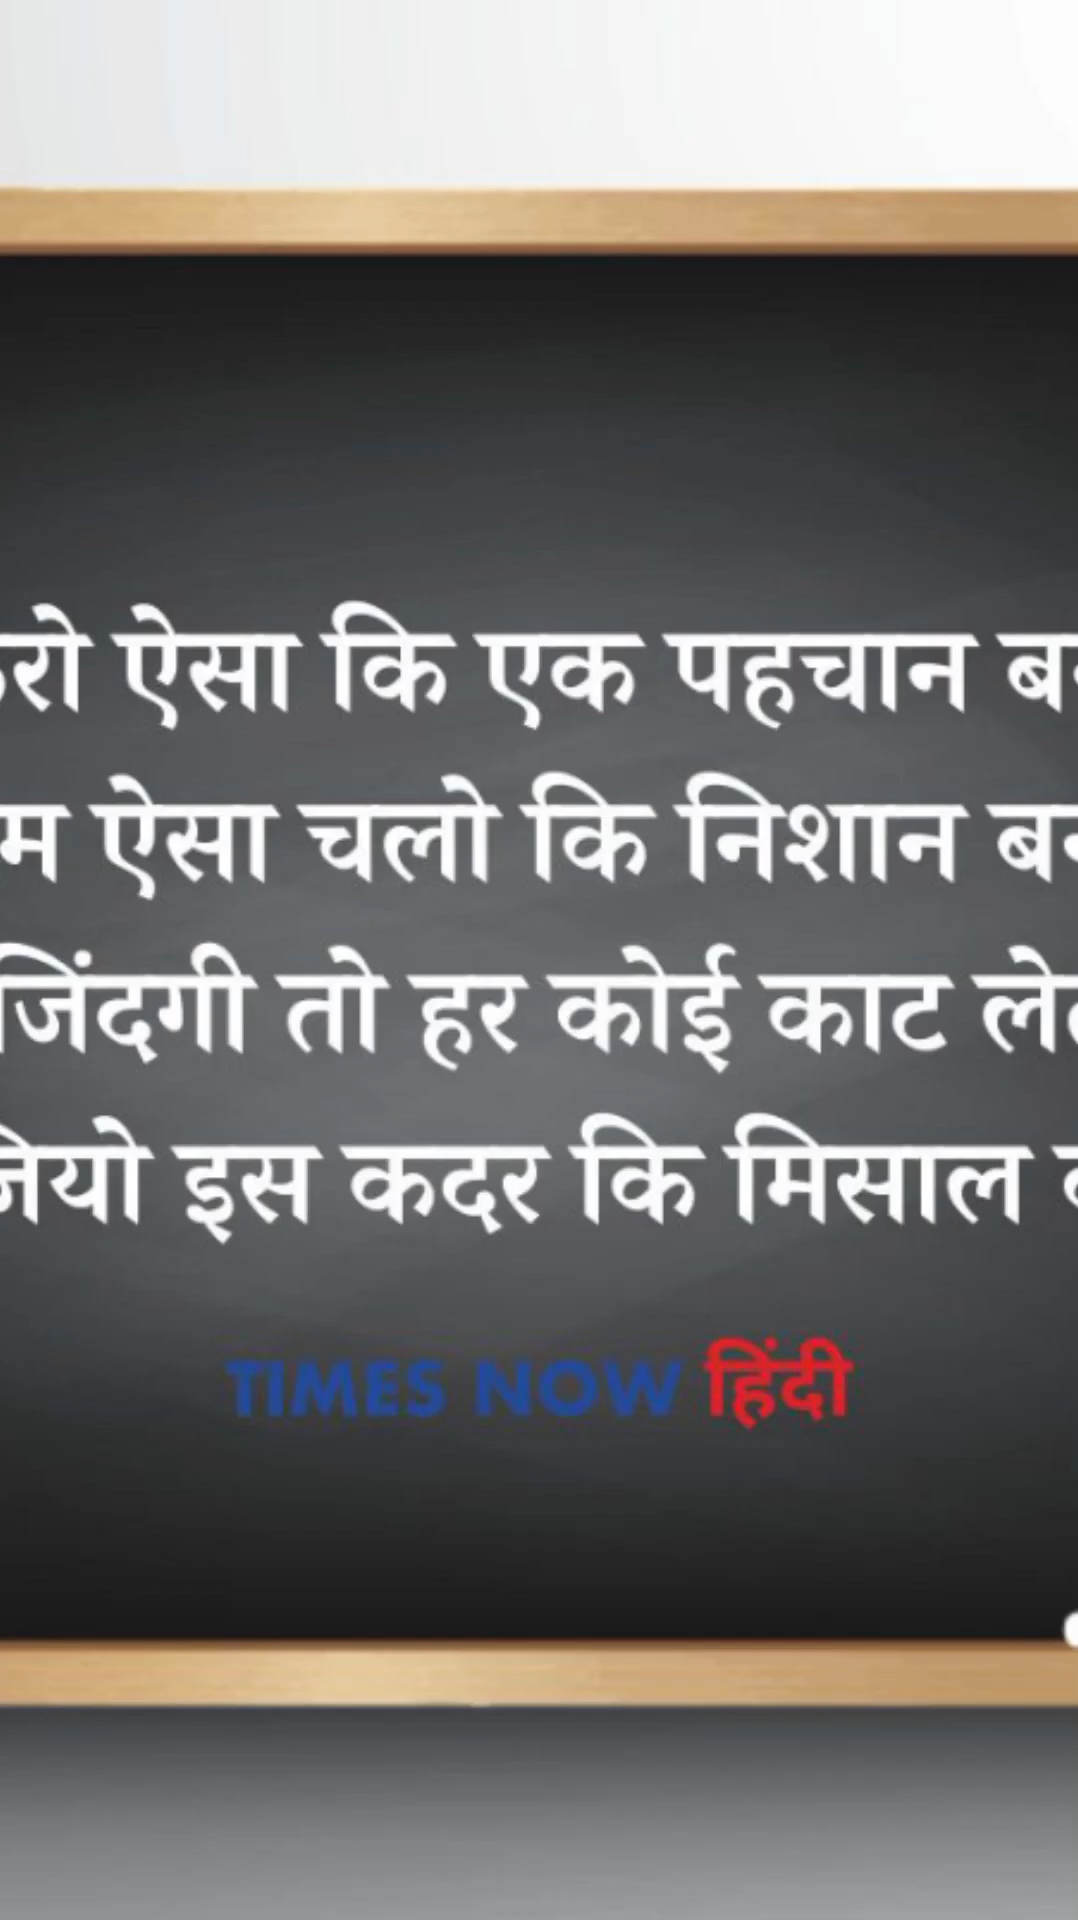 ऐसा कि एक पहचान
ऐसा चलो कि निशान
जिंदगी तो हर कोई काट
जियो इस कदर कि मिसाल
TIMES NOW हिंदी